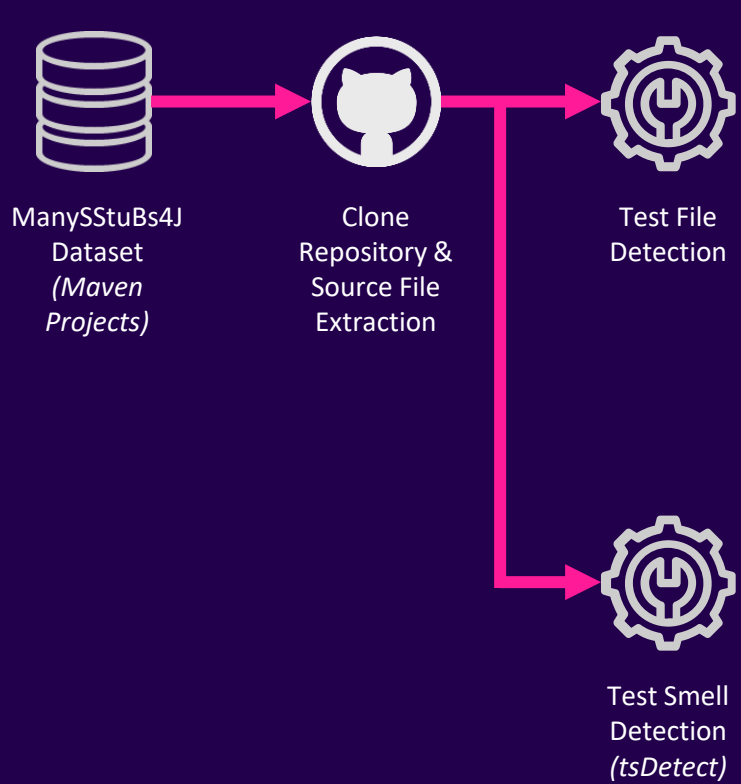 ManySStuBs4J
Dataset
(Maven
Projects)
Clone
Repository &
Source File
Extraction
Test File
Detection
Test Smell
Detection
(tsDetect)